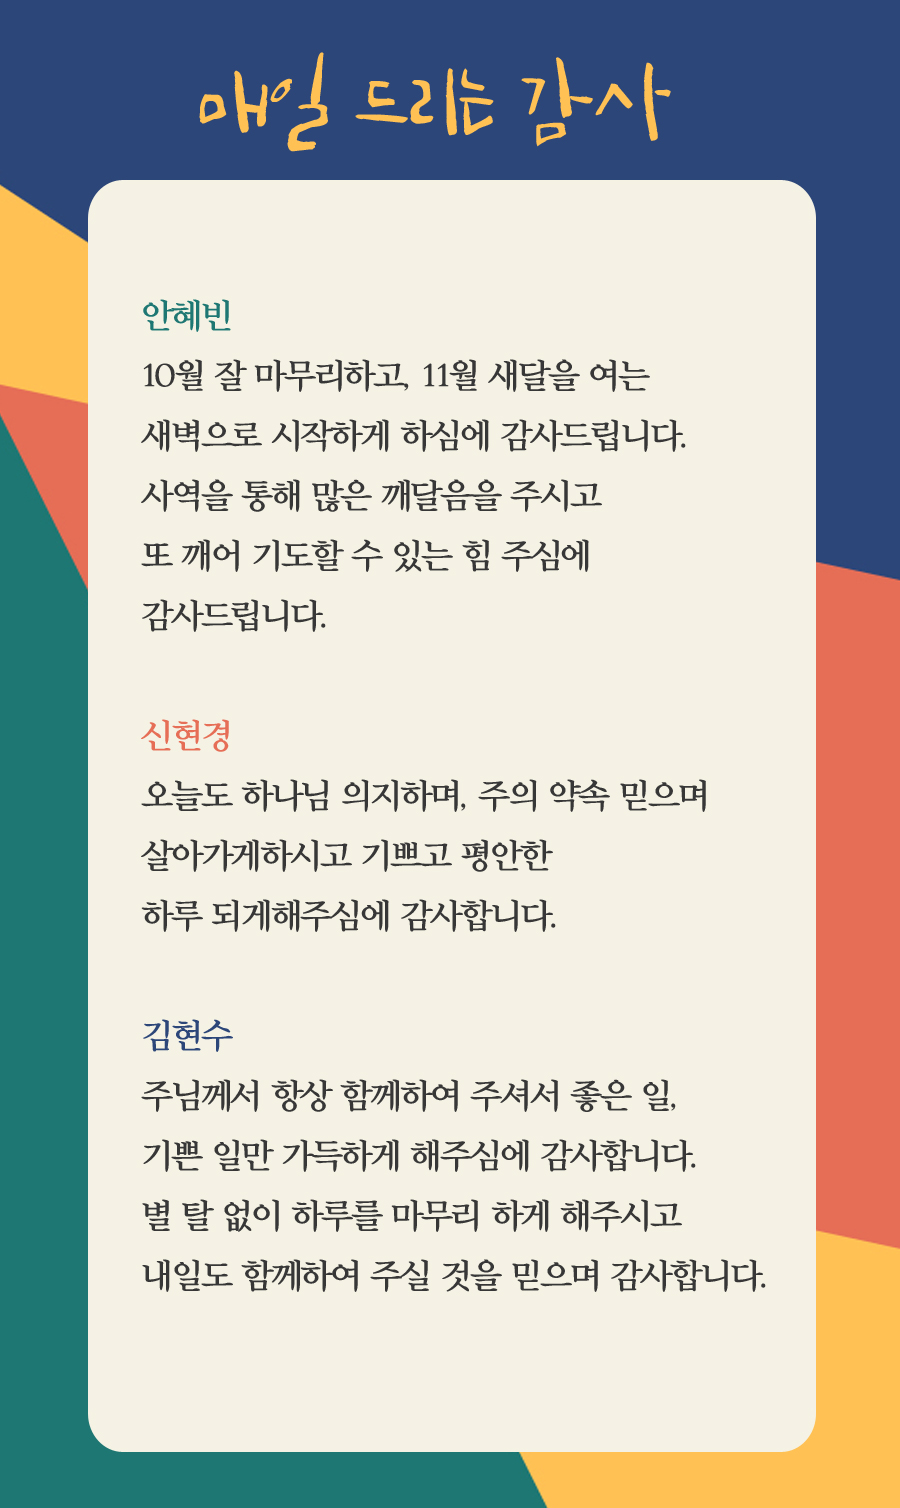 매일 드리는 감사
안혜빈
10월 잘 마무리하고, 11월 새달을 여는
새벽으로 시작하게 하심에 감사드립니다.
사역을 통해 많은 깨달음을 주시고
또 깨어 기도할 수 있는 힘 주심에
감사드립니다.
신현경
오늘도 하나님 의지하며, 주의 약속 믿으며
살아가게하시고 기쁘고 평안한
하루 되게해주심에 감사합니다.
김현수
주님께서 항상 함께하여 주셔서 좋은 일,
기쁜 일만 가득하게 해주심에 감사합니다.
별 탈 없이 하루를 마무리 하게 해주시고
내일도 함께하여 주실 것을 믿으며 감사합니다.